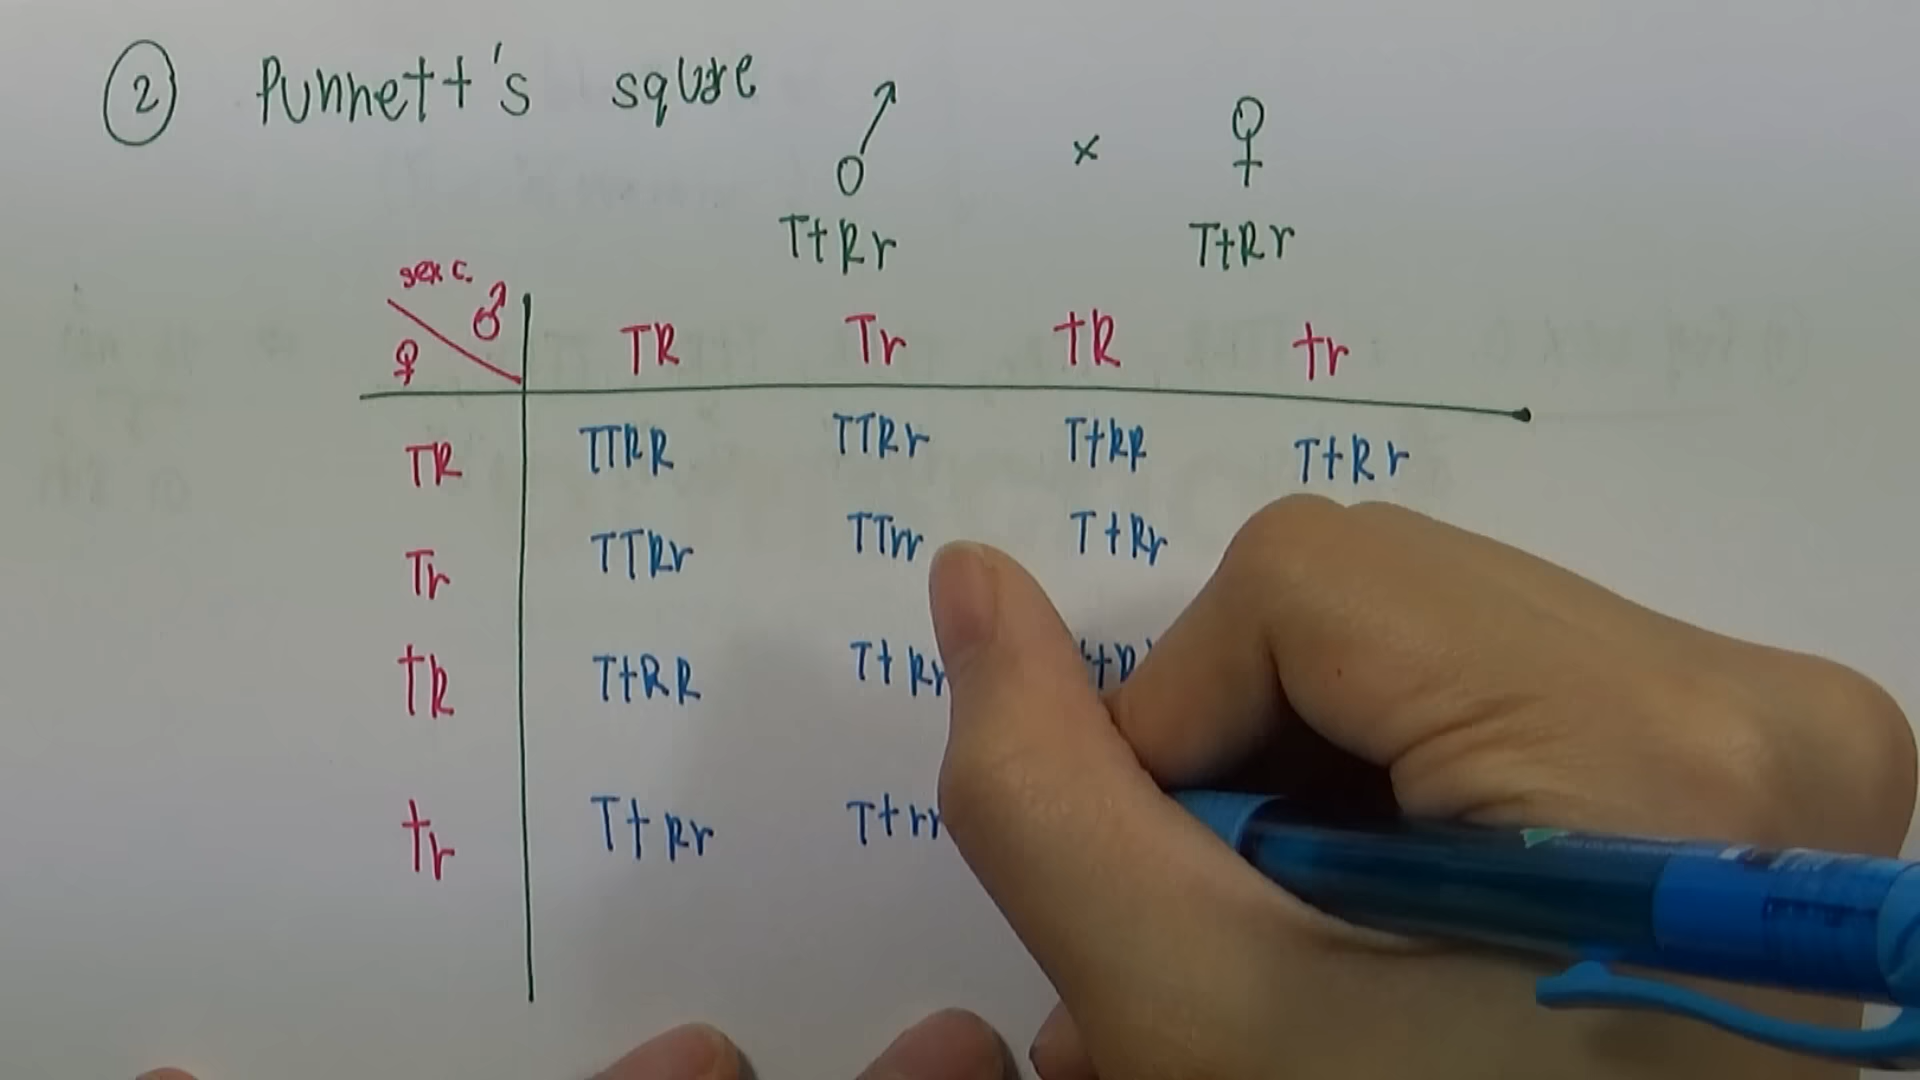 2 Punnett's squre
♂ × ♀
TtRr TtRr
sex c.
♂
♀
TR Tr tR tr
TR TTRR TTRr TtRR TtRr
Tr TTRr TTrr TtRr
tR TtRR TtRr
tr TtRr Ttrr